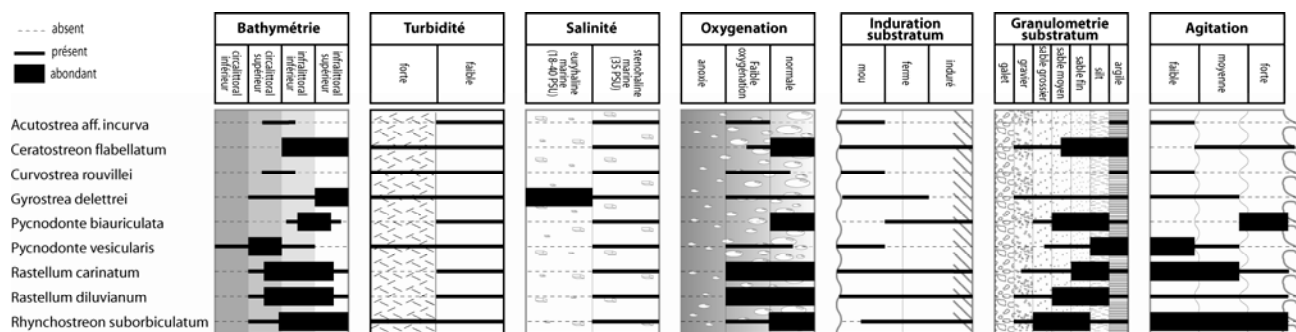 absent
présent
abondant
Bathymétrie
circalittoral inférieur
circalittoral supérieur
infralittoral inférieur
infralittoral supérieur
Turbidité
forte
faible
Salinité
euryhaline marine (18-40 PSU)
stenohaline marine (35 PSU)
Oxygenation
anoxie
Faible oxygénation
normale
Induration substratum
mou
ferme
induré
Granulometrie substratum
galet
gravier
sable grossier
sable moyen
sable fin
silt
argile
Agitation
faible
moyenne
forte
Acutostrea aff. incurva
Ceratostreon flabellatum
Curvostrea rouvillei
Gyrostrea delettrei
Pycnodonte biauriculata
Pycnodonte vesicularis
Rastellum carinatum
Rastellum diluvianum
Rhynchostreon suborbiculatum